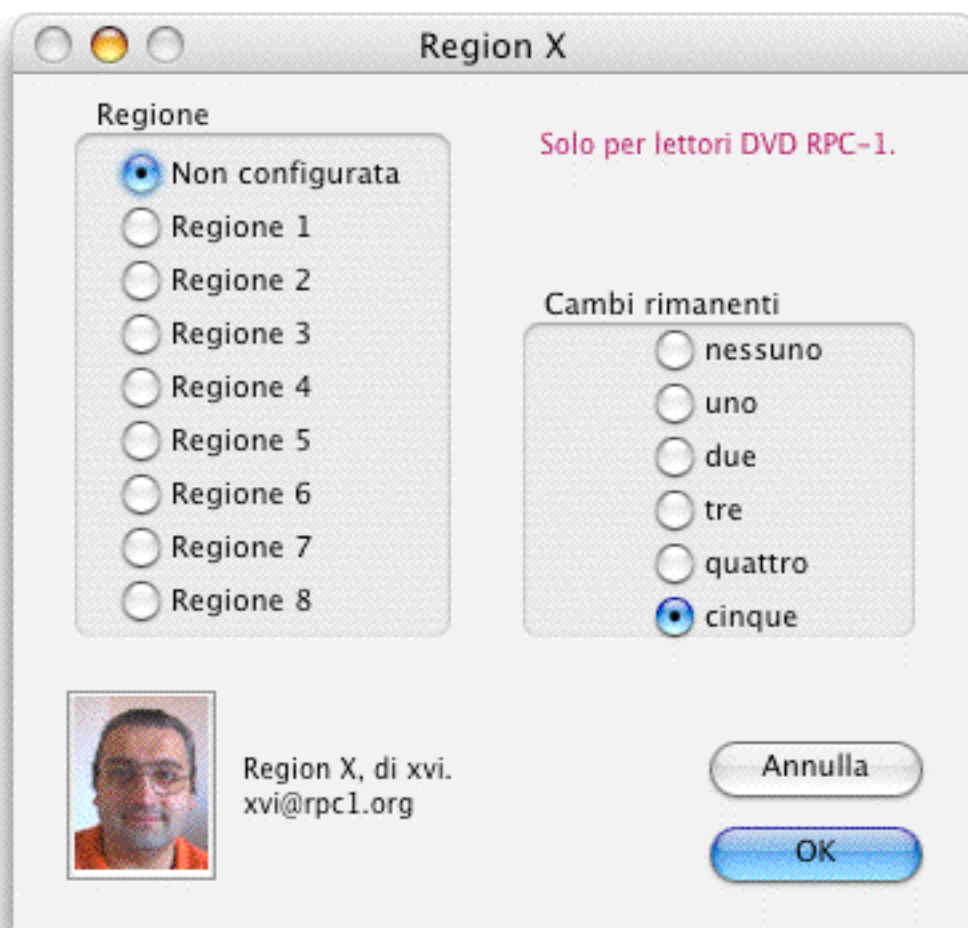 Region X
Regione
Non configurata
Regione 1
Regione 2
Regione 3
Regione 4
Regione 5
Regione 6
Regione 7
Regione 8
Solo per lettori DVD RPC-1.
Cambi rimanenti
nessuno
uno
due
tre
quattro
cinque
Region X, di xvi.
xvi@rpc1.org
Annulla
OK